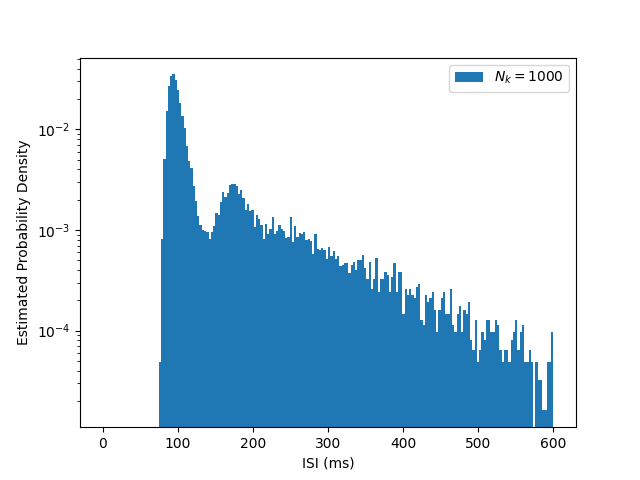 $N_k = 1000$
Estimated Probability Density
10⁻²
10⁻³
10⁻⁴
0 100 200 300 400 500 600
ISI (ms)